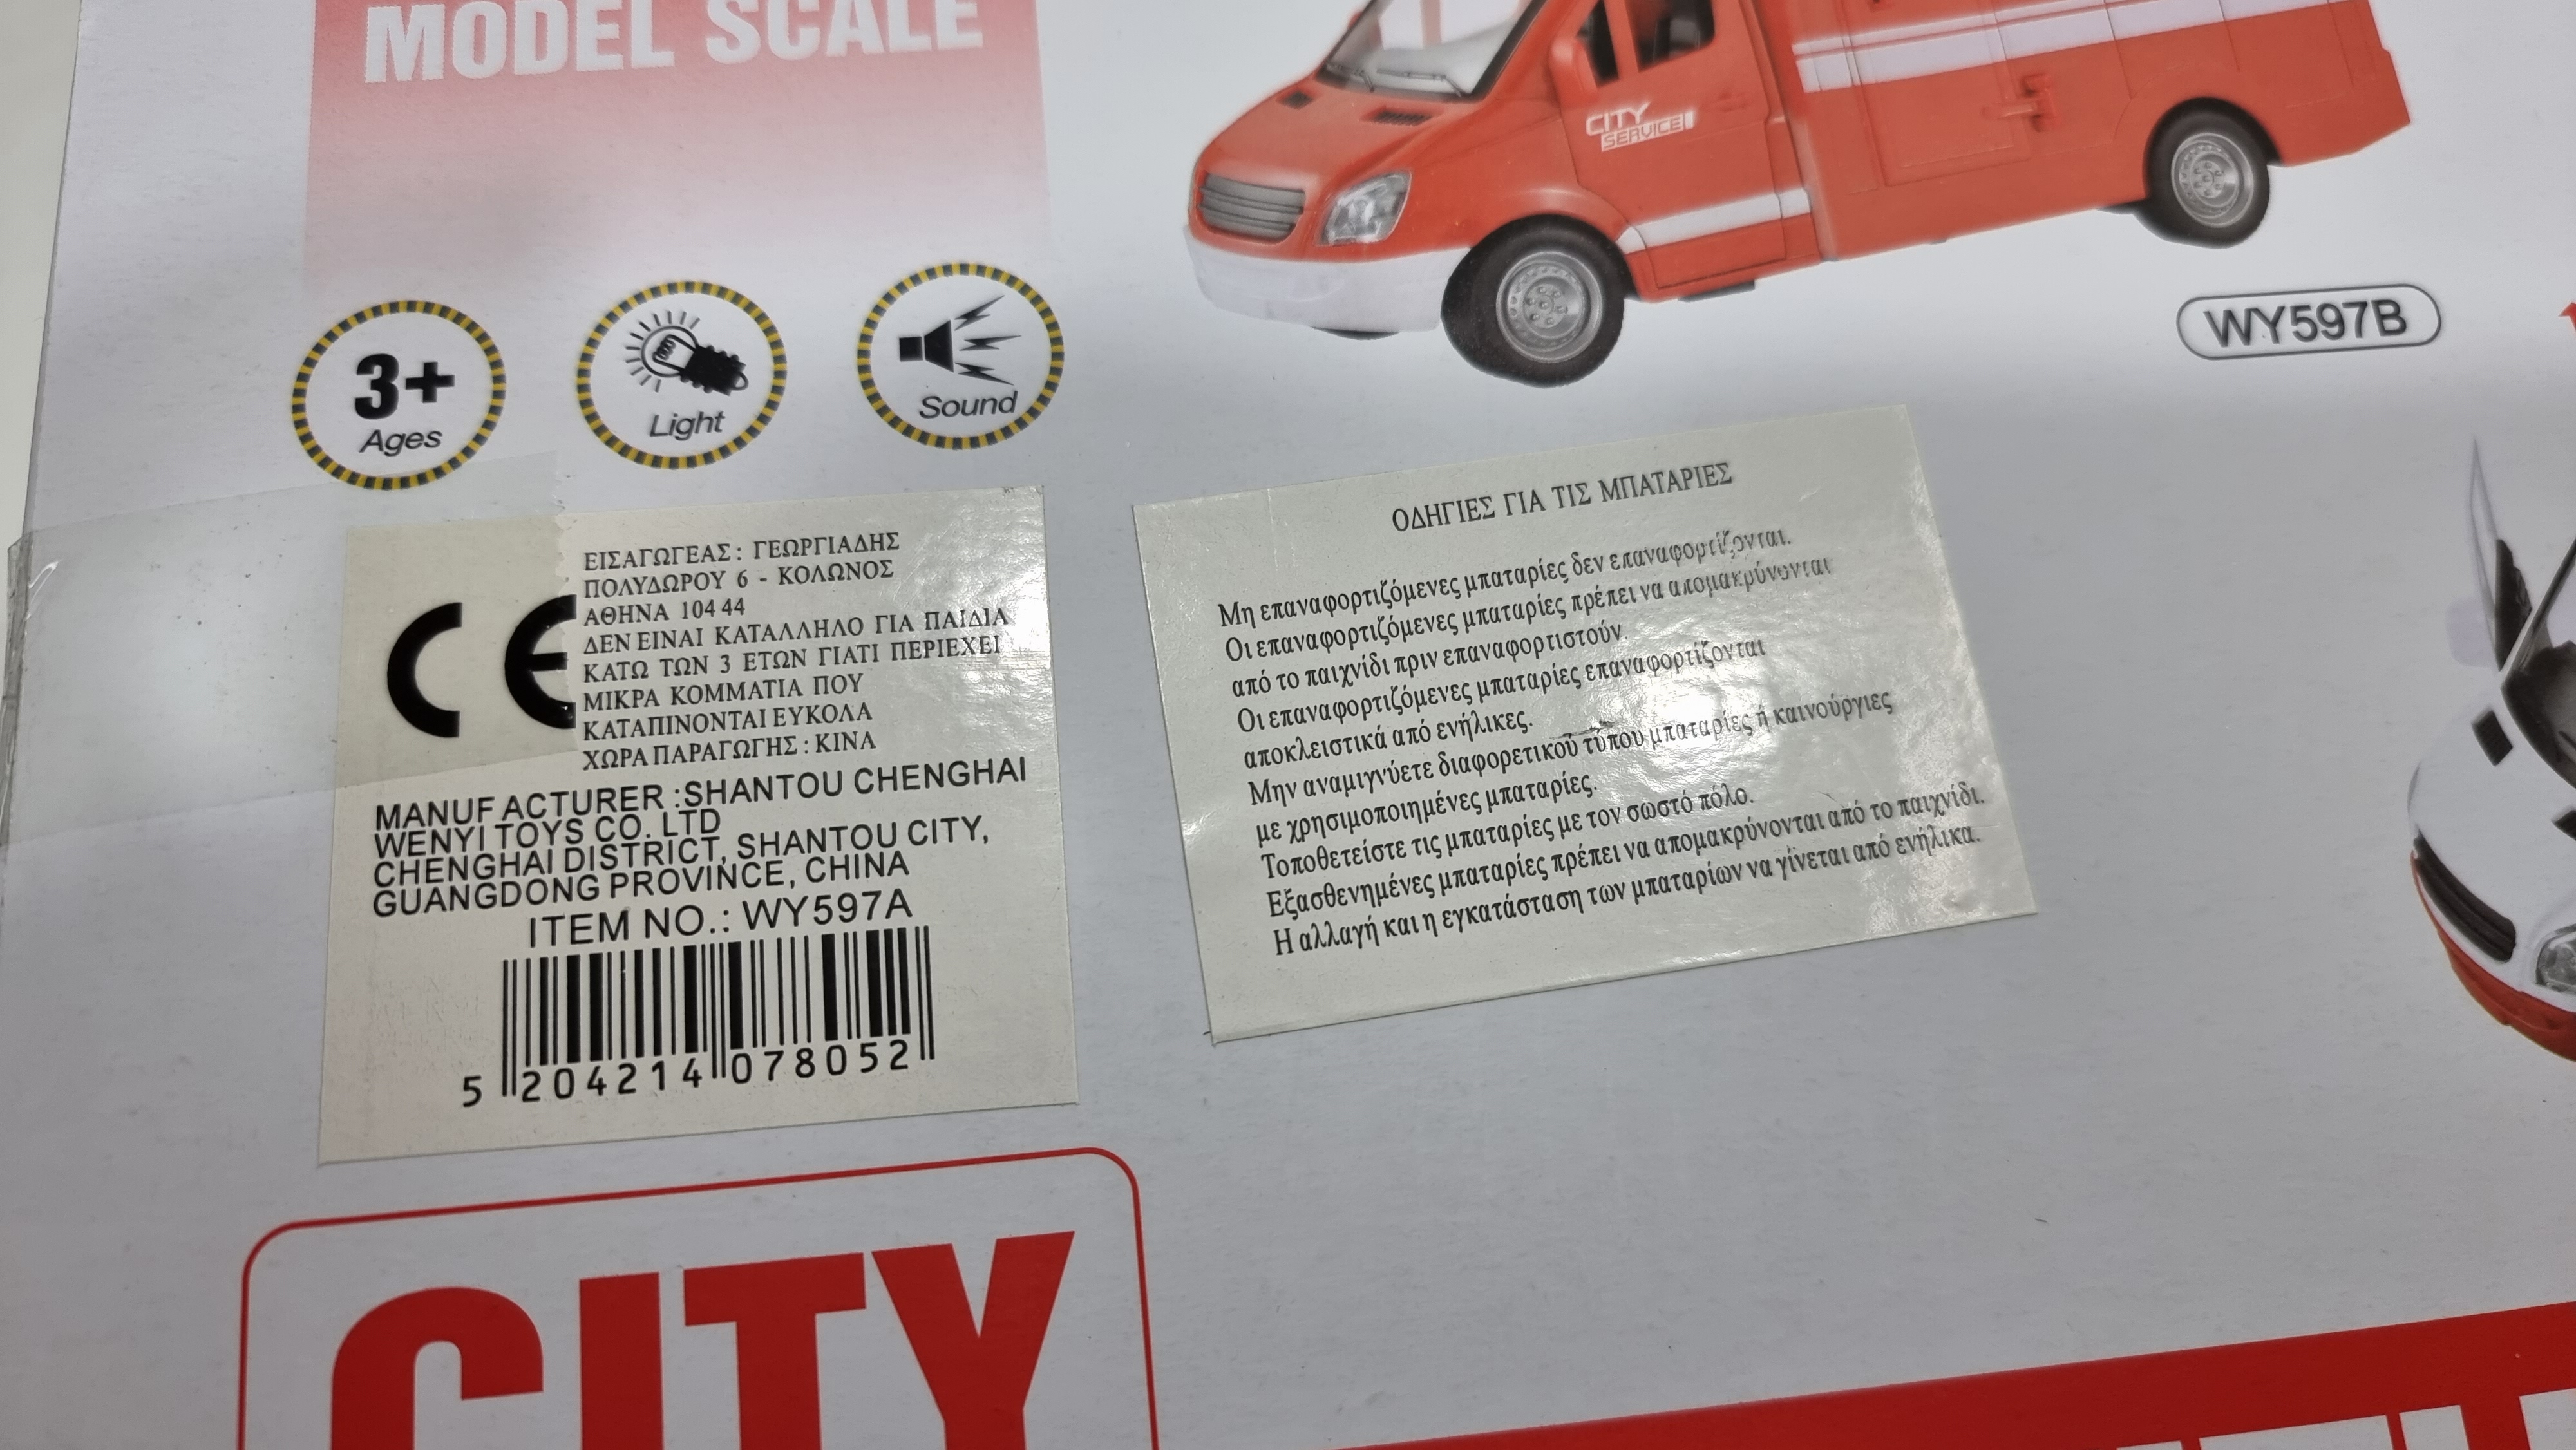 MODEL SCALE
CITY
SERVICE
WY597B
3+
Ages
Light
Sound
ΕΙΣΑΓΩΓΕΑΣ : ΓΕΩΡΓΙΑΔΗΣ
ΠΟΛΥΔΩΡΟΥ 6 - ΚΟΛΩΝΟΣ
ΑΘΗΝΑ 104 44
ΔΕΝ ΕΙΝΑΙ ΚΑΤΑΛΛΗΛΟ ΓΙΑ ΠΑΙΔΙΑ
ΚΑΤΩ ΤΩΝ 3 ΕΤΩΝ ΓΙΑΤΙ ΠΕΡΙΕΧΕΙ
ΜΙΚΡΑ ΚΟΜΜΑΤΙΑ ΠΟΥ
ΚΑΤΑΠΙΝΟΝΤΑΙ ΕΥΚΟΛΑ
ΧΩΡΑ ΠΑΡΑΓΩΓΗΣ : ΚΙΝΑ
CE
MANUFACTURER :SHANTOU CHENGHAI
WENYI TOYS CO. LTD
CHENGHAI DISTRICT, SHANTOU CITY,
GUANGDONG PROVINCE, CHINA
ITEM NO.: WY597A
5 204214 078052
ΟΔΗΓΙΕΣ ΓΙΑ ΤΙΣ ΜΠΑΤΑΡΙΕΣ
Μη επαναφορτιζόμενες μπαταρίες δεν επαναφορτίζονται.
Οι επαναφορτιζόμενες μπαταρίες πρέπει να απομακρύνονται
από το παιχνίδι πριν επαναφορτιστούν.
Οι επαναφορτιζόμενες μπαταρίες επαναφορτίζονται
αποκλειστικά από ενήλικες.
Μην αναμιγνύετε διαφορετικού τύπου μπαταρίες ή καινούργιες
με χρησιμοποιημένες μπαταρίες.
Τοποθετείστε τις μπαταρίες με τον σωστό πόλο.
Εξασθενημένες μπαταρίες πρέπει να απομακρύνονται από το παιχνίδι.
Η αλλαγή και η εγκατάσταση των μπαταρίων να γίνεται από ενήλικα.
CITY